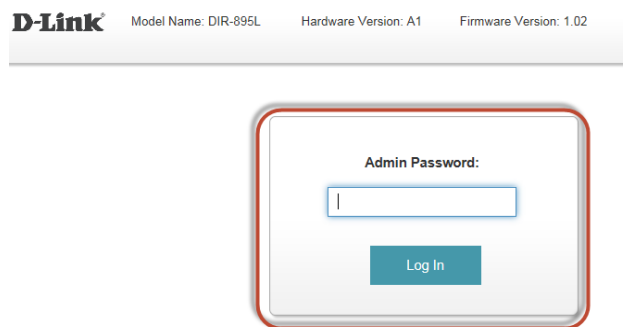 D-Link Model Name: DIR-895L Hardware Version: A1 Firmware Version: 1.02
Admin Password:
Log In